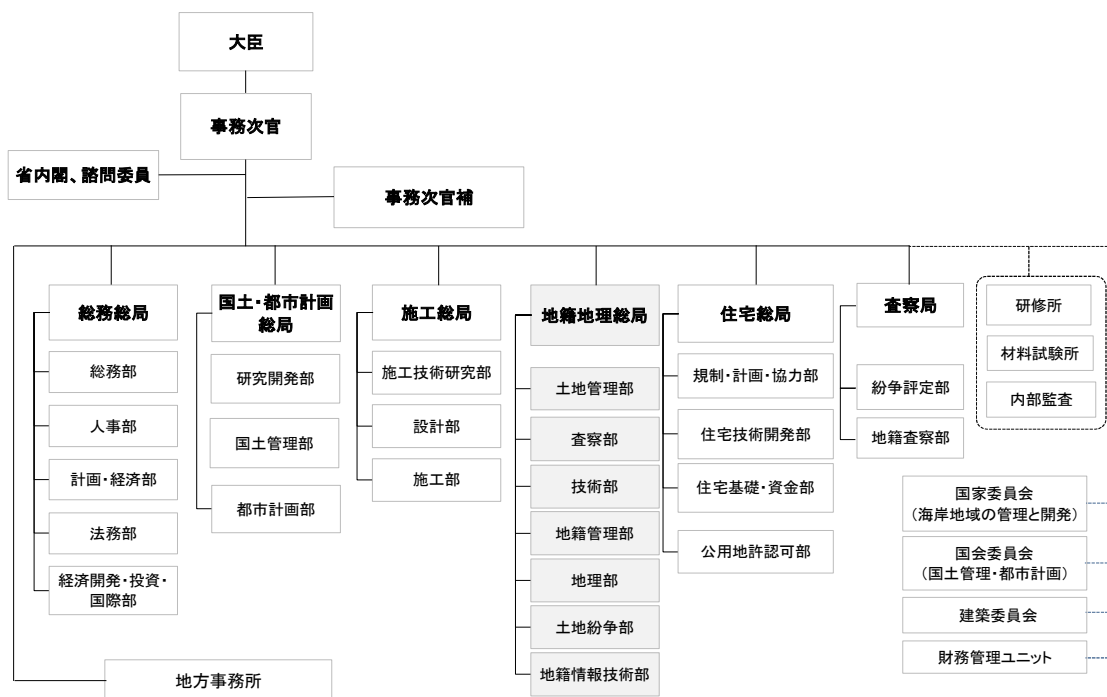 大臣
事務次官
省内閣、諮問委員
事務次官補
総務総局
総務部
人事部
計画・経済部
法務部
経済開発・投資・
国際部
国土・都市計画
総局
研究開発部
国土管理部
都市計画部
施工総局
施工技術研究部
設計部
施工部
地籍地理総局
土地管理部
査察部
技術部
地籍管理部
地理部
土地紛争部
地籍情報技術部
住宅総局
規制・計画・協力部
住宅技術開発部
住宅基礎・資金部
公用地許認可部
査察局
紛争評定部
地籍査察部
研修所
材料試験所
内部監査
国家委員会
(海岸地域の管理と開発)
国会委員会
(国土管理・都市計画)
建築委員会
財務管理ユニット
地方事務所